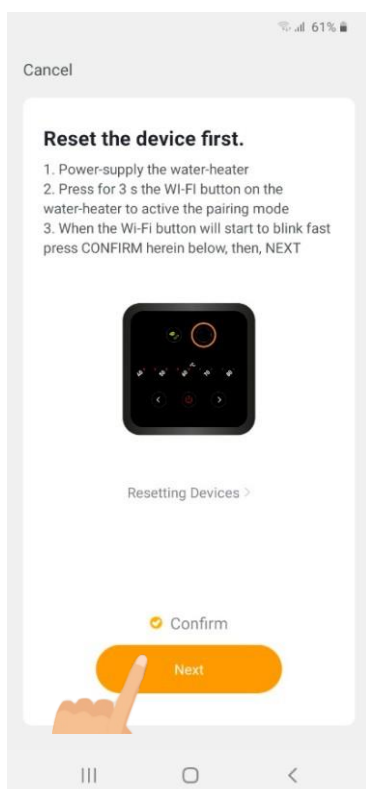 61%
Cancel
Reset the device first.
1. Power-supply the water-heater
2. Press for 3 s the WI-FI button on the
water-heater to active the pairing mode
3. When the Wi-Fi button will start to blink fast
press CONFIRM herein below, then, NEXT
Resetting Devices >
Confirm
Next